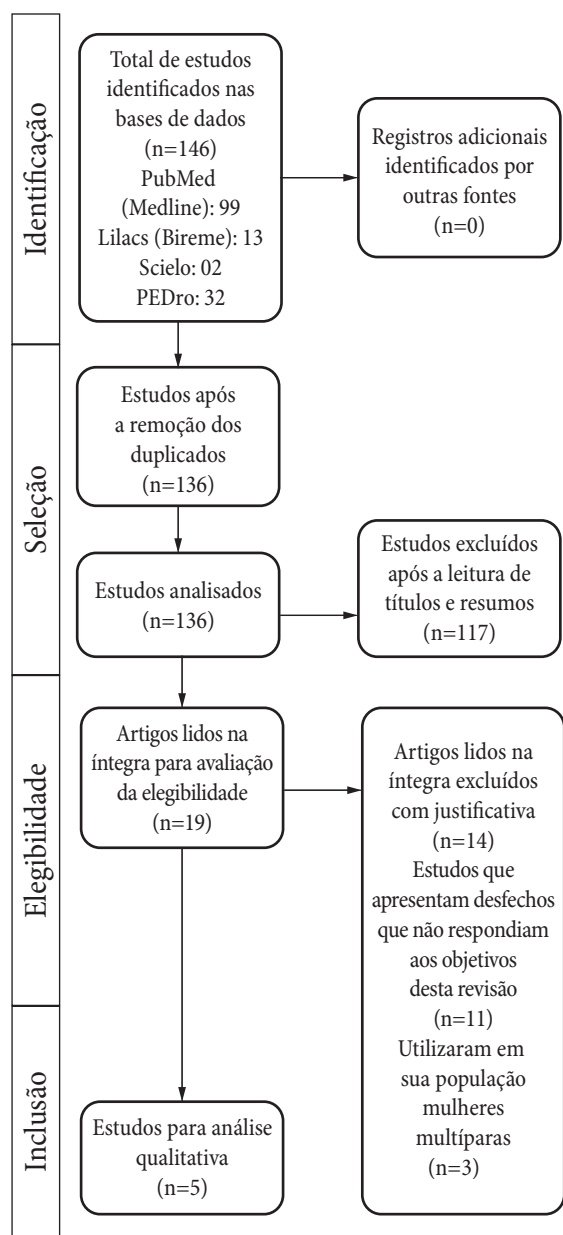 Identificação
Total de estudos
identificados nas
bases de dados
(n=146)
PubMed
(Medline): 99
Lilacs (Bireme): 13
Scielo: 02
PEDro: 32
Registros adicionais
identificados por
outras fontes
(n=0)
Seleção
Estudos após
a remoção dos
duplicados
(n=136)
Estudos analisados
(n=136)
Estudos excluídos
após a leitura de
títulos e resumos
(n=117)
Elegibilidade
Artigos lidos na
íntegra para avaliação
da elegibilidade
(n=19)
Artigos lidos na
íntegra excluídos
com justificativa
(n=14)
Estudos que
apresentam desfechos
que não respondiam
aos objetivos
desta revisão
(n=11)
Utilizaram em
sua população
mulheres
multíparas
(n=3)
Inclusão
Estudos para análise
qualitativa
(n=5)